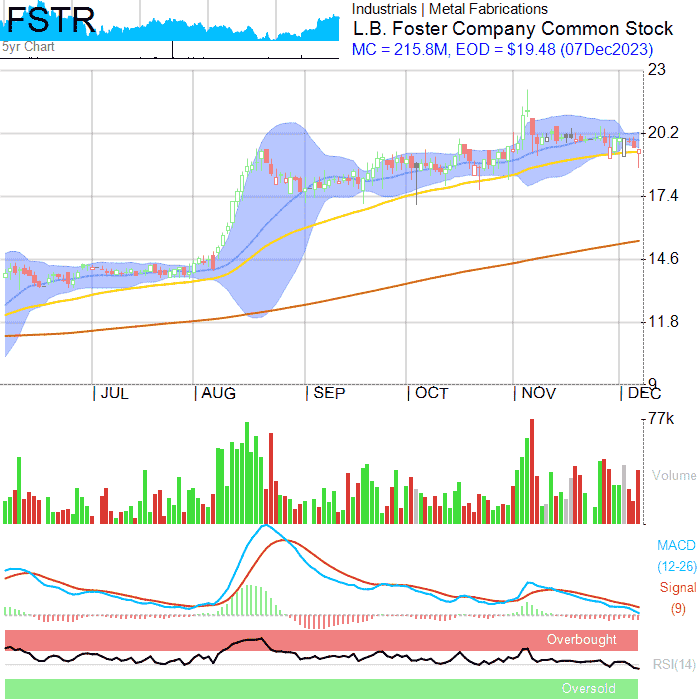 FSTR
5yr Chart
Industrials | Metal Fabrications
L.B. Foster Company Common Stock
MC = 215.8M, EOD = $19.48 (07Dec2023)
23
20.2
17.4
14.6
11.8
9
| JUL | AUG | SEP | OCT | NOV | DEC
77k
Volume
MACD
(12-26)
Signal
(9)
Overbought
RSI(14)
Oversold